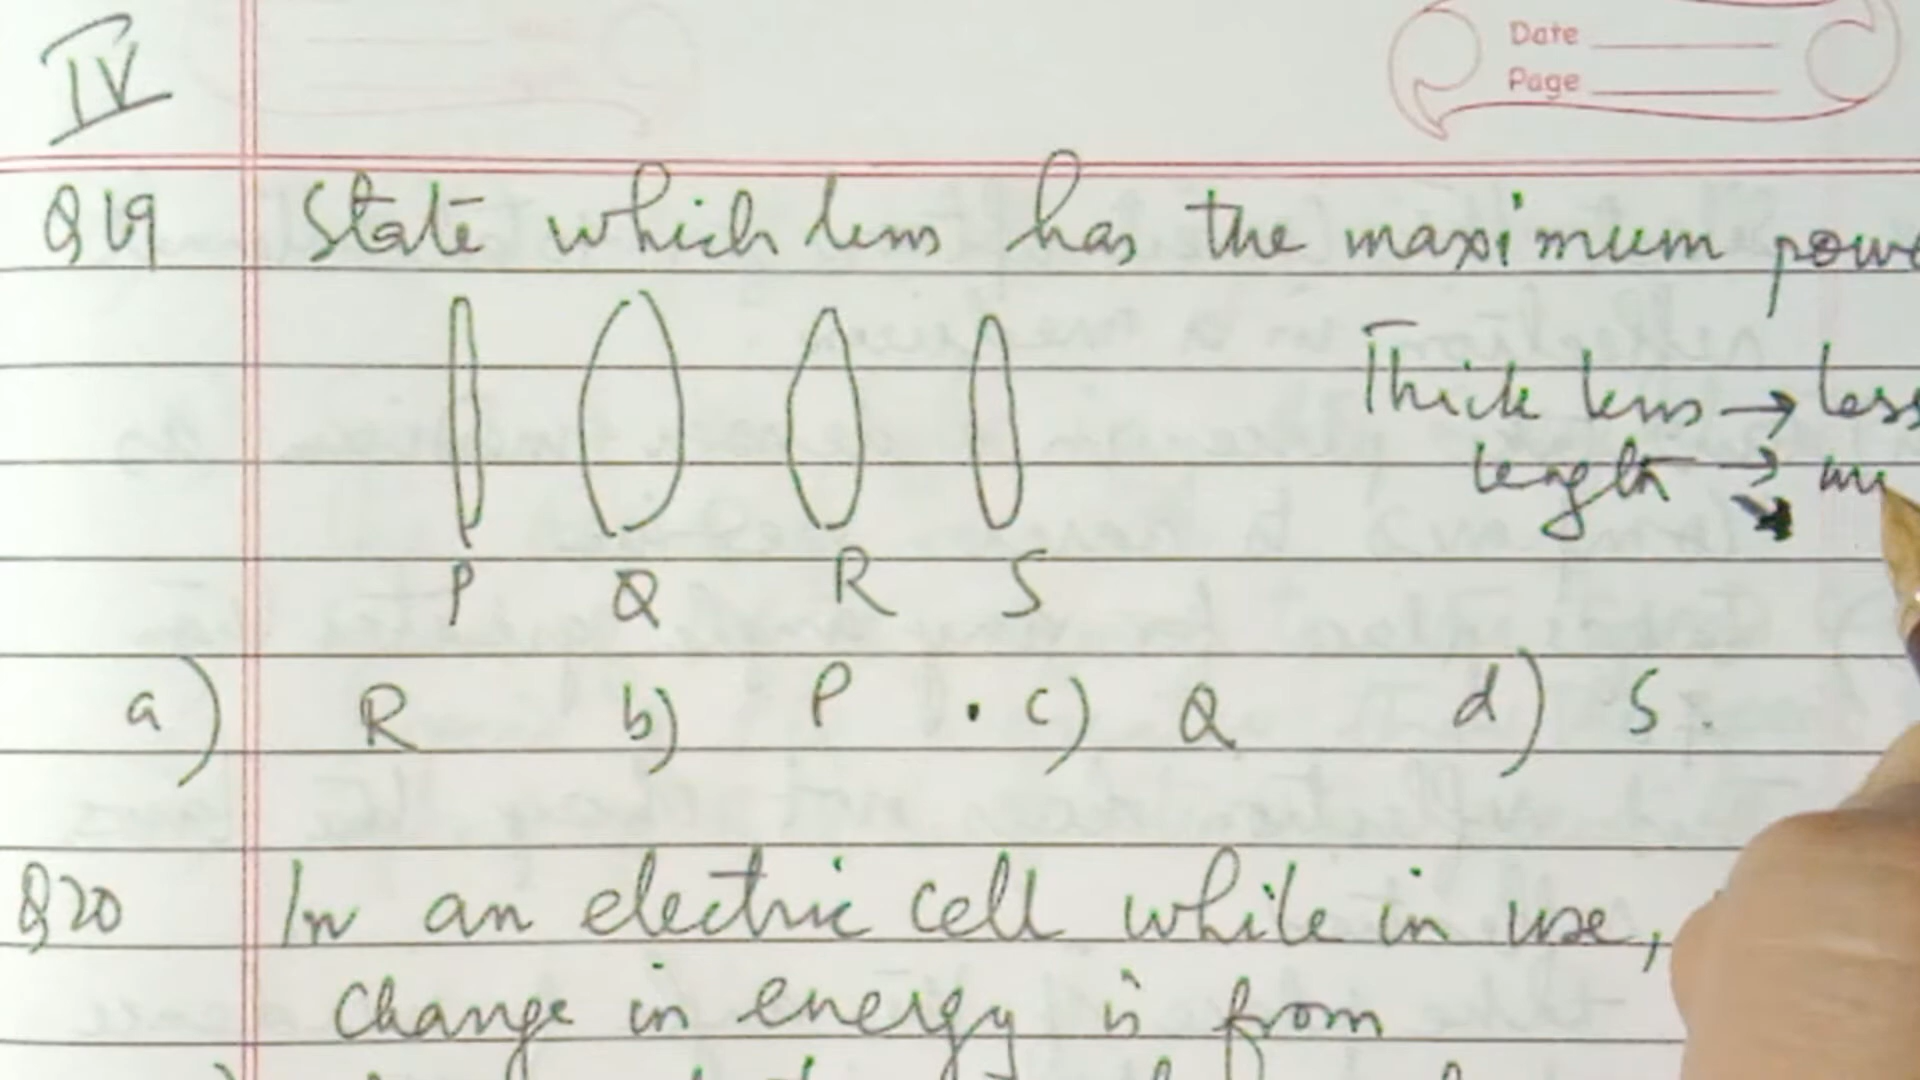 IV
Date
Page
Q19 State which lens has the maximum powe
Thick lens → less
length →
P Q R S
a) R b) P . c) Q d) S.
Q20 In an electric cell while in use,
change in energy is from